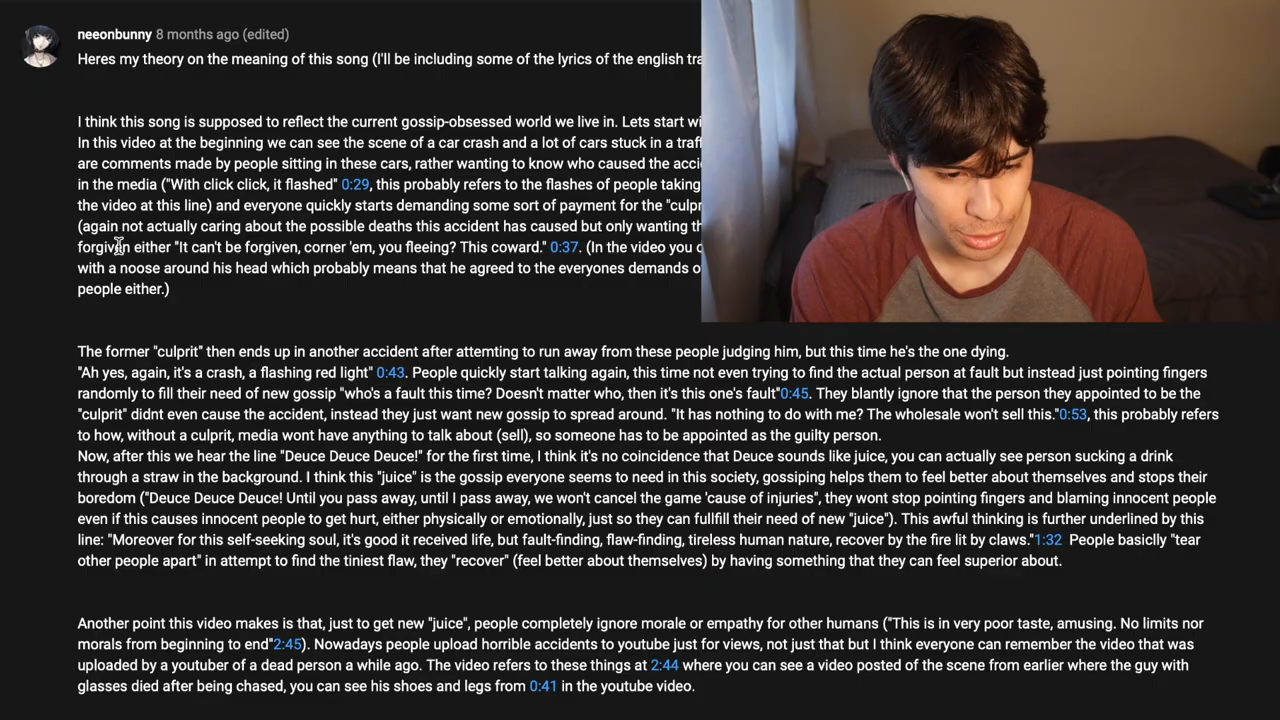 neeonbunny 8 months ago (edited)
Heres my theory on the meaning of this song (I'll be including some of the lyrics of the english
I think this song is supposed to reflect the current gossip-obsessed world we live in. Lets start
In this video at the beginning we can see the scene of a car crash and a lot of cars stuck in a
are comments made by people sitting in these cars, rather wanting to know who caused the
in the media ("With click click, it flashed" 0:29, this probably refers to the flashes of people taking
the video at this line) and everyone quickly starts demanding some sort of payment for the
(again not actually caring about the possible deaths this accident has caused but only wanting
forgiven either "It can't be forgiven, corner 'em, you fleeing? This coward." 0:37. (In the video you
with a noose around his head which probably means that he agreed to the everyones demands
people either.)
The former "culprit" then ends up in another accident after attemting to run away from these people judging him, but this time he's the one dying.
"Ah yes, again, it's a crash, a flashing red light" 0:43. People quickly start talking again, this time not even trying to find the actual person at fault but instead just pointing fingers
randomly to fill their need of new gossip "who's a fault this time? Doesn't matter who, then it's this one's fault"0:45. They blantly ignore that the person they appointed to be the
"culprit" didnt even cause the accident, instead they just want new gossip to spread around. "It has nothing to do with me? The wholesale won't sell this."0:53, this probably refers
to how, without a culprit, media wont have anything to talk about (sell), so someone has to be appointed as the guilty person.
Now, after this we hear the line "Deuce Deuce Deuce!" for the first time, I think it's no coincidence that Deuce sounds like juice, you can actually see person sucking a drink
through a straw in the background. I think this "juice" is the gossip everyone seems to need in this society, gossiping helps them to feel better about themselves and stops their
boredom ("Deuce Deuce Deuce! Until you pass away, until I pass away, we won't cancel the game 'cause of injuries", they wont stop pointing fingers and blaming innocent people
even if this causes innocent people to get hurt, either physically or emotionally, just so they can fullfill their need of new "juice"). This awful thinking is further underlined by this
line: "Moreover for this self-seeking soul, it's good it received life, but fault-finding, flaw-finding, tireless human nature, recover by the fire lit by claws."1:32 People basiclly "tear
other people apart" in attempt to find the tiniest flaw, they "recover" (feel better about themselves) by having something that they can feel superior about.
Another point this video makes is that, just to get new "juice", people completely ignore morale or empathy for other humans ("This is in very poor taste, amusing. No limits nor
morals from beginning to end"2:45). Nowadays people upload horrible accidents to youtube just for views, not just that but I think everyone can remember the video that was
uploaded by a youtuber of a dead person a while ago. The video refers to these things at 2:44 where you can see a video posted of the scene from earlier where the guy with
glasses died after being chased, you can see his shoes and legs from 0:41 in the youtube video.